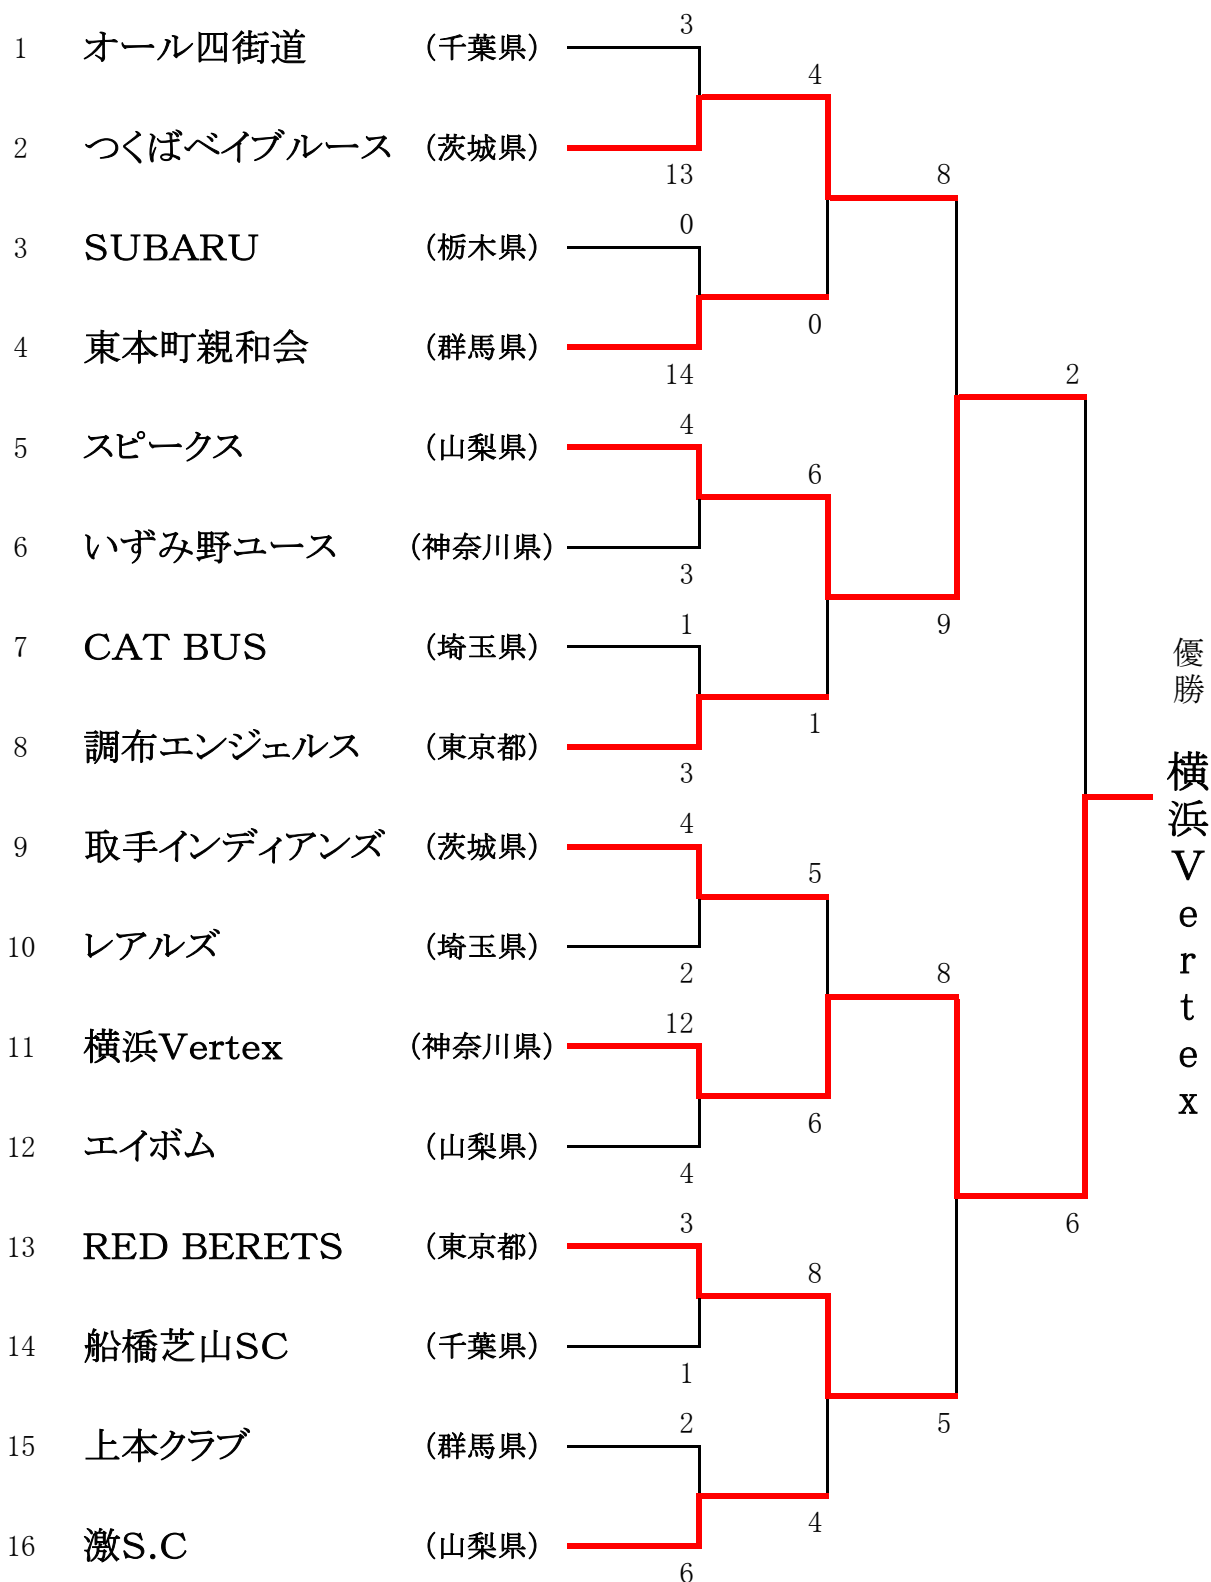 1 オール四街道 (千葉県) 3
4
2 つくばベイブルース (茨城県) 13
8
3 SUBARU (栃木県) 0
0
4 東本町親和会 (群馬県) 14
2
5 スピークス (山梨県) 4
6
6 いずみ野ユース (神奈川県) 3
9
7 CAT BUS (埼玉県) 1
1
8 調布エンジェルス (東京都) 3
優勝
横浜Vertex
9 取手インディアンズ (茨城県) 4
5
10 レアルズ (埼玉県) 2
8
11 横浜Vertex (神奈川県) 12
6
12 エイボム (山梨県) 4
6
13 RED BERETS (東京都) 3
8
14 船橋芝山SC (千葉県) 1
5
15 上本クラブ (群馬県) 2
4
16 激S.C (山梨県) 6